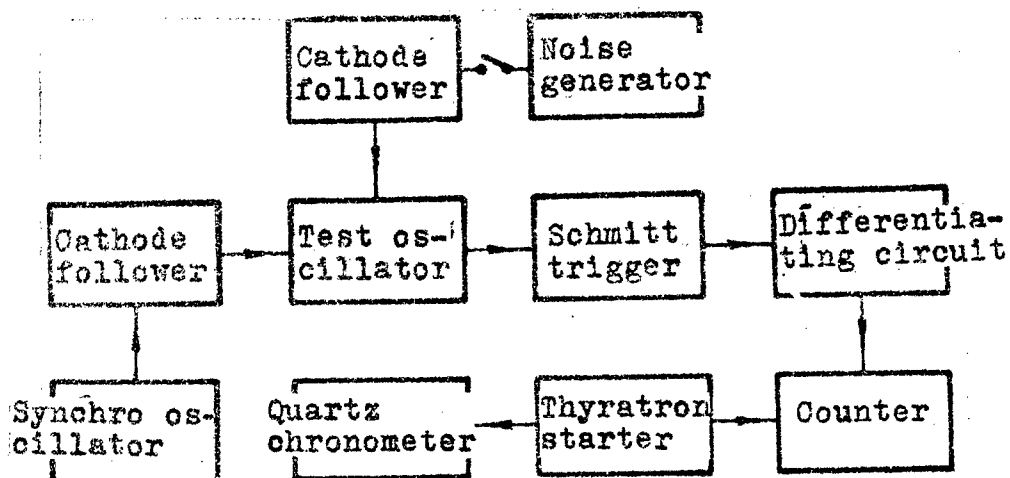 Cathode
follower
Noise
generator
Cathode
follower
Test os-
cillator
Schmitt
trigger
Differentia-
ting circuit
Synchro os-
cillator
Quartz
chronometer
Thyratron
starter
Counter